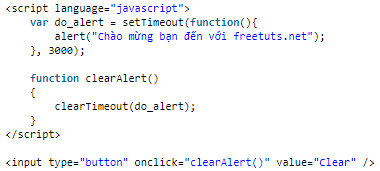 <script language="javascript">
    var do_alert = setTimeout(function(){
        alert("Chào mừng bạn đến với freetuts.net");
    }, 3000);

    function clearAlert()
    {
        clearTimeout(do_alert);
    }
</script>

<input type="button" onclick="clearAlert()" value="Clear" />